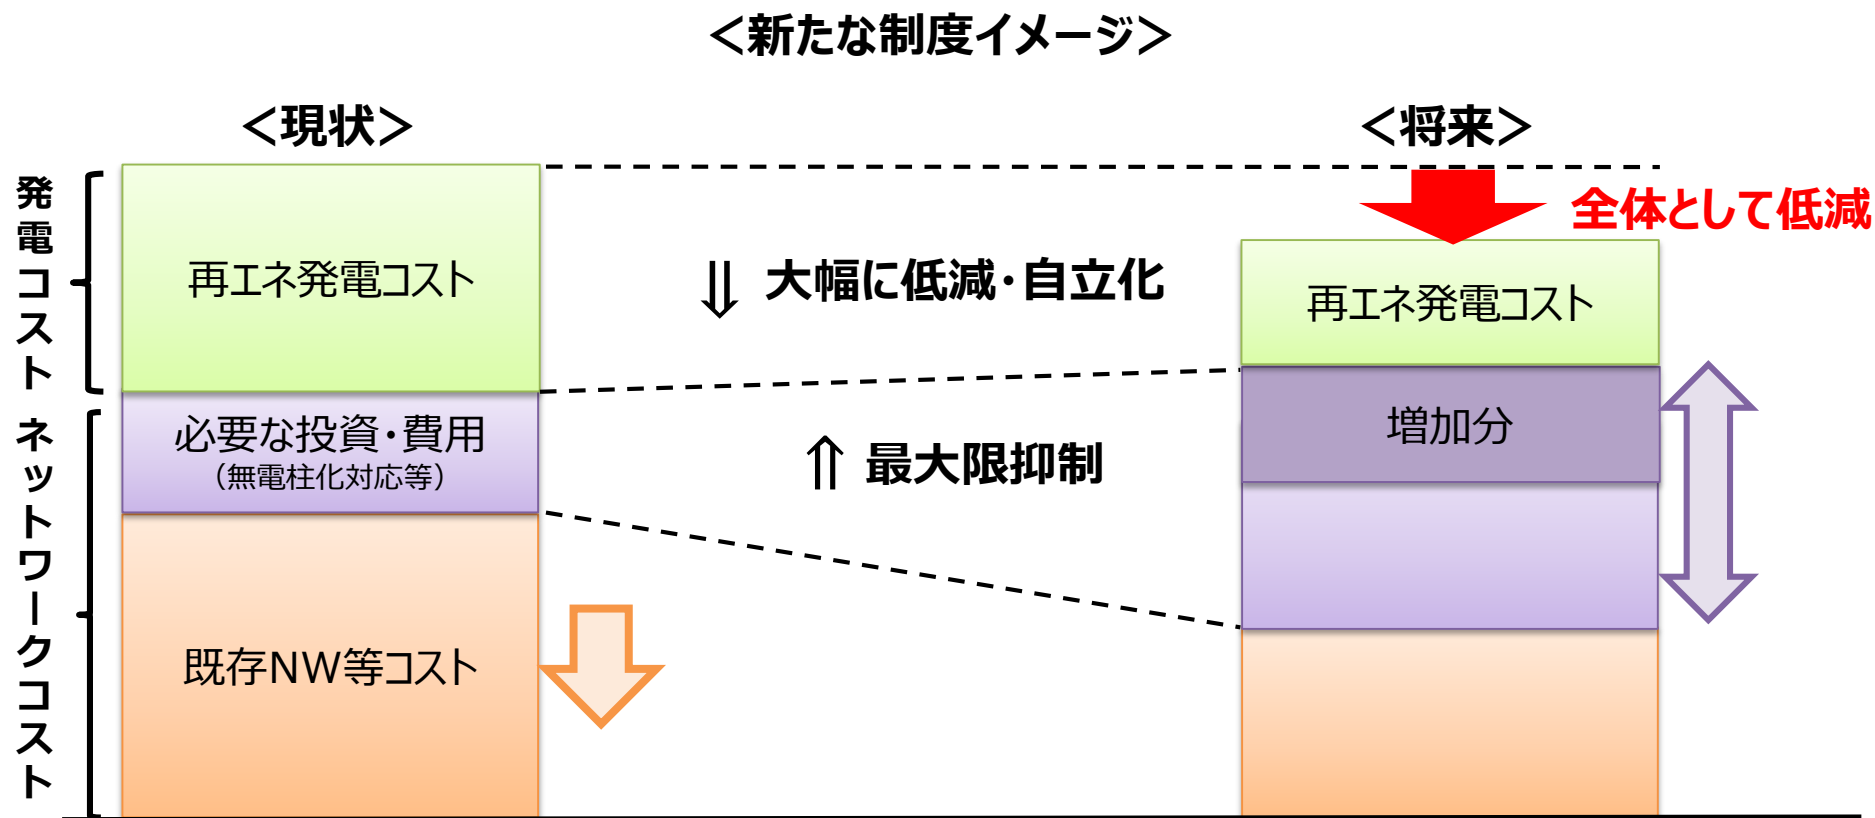 ＜新たな制度イメージ＞
＜現状＞
＜将来＞
発電コスト
全体として低減
再エネ発電コスト
⇓ 大幅に低減・自立化
再エネ発電コスト
ネットワークコスト
必要な投資・費用
（無電柱化対応等）
⇑ 最大限抑制
増加分
既存NW等コスト